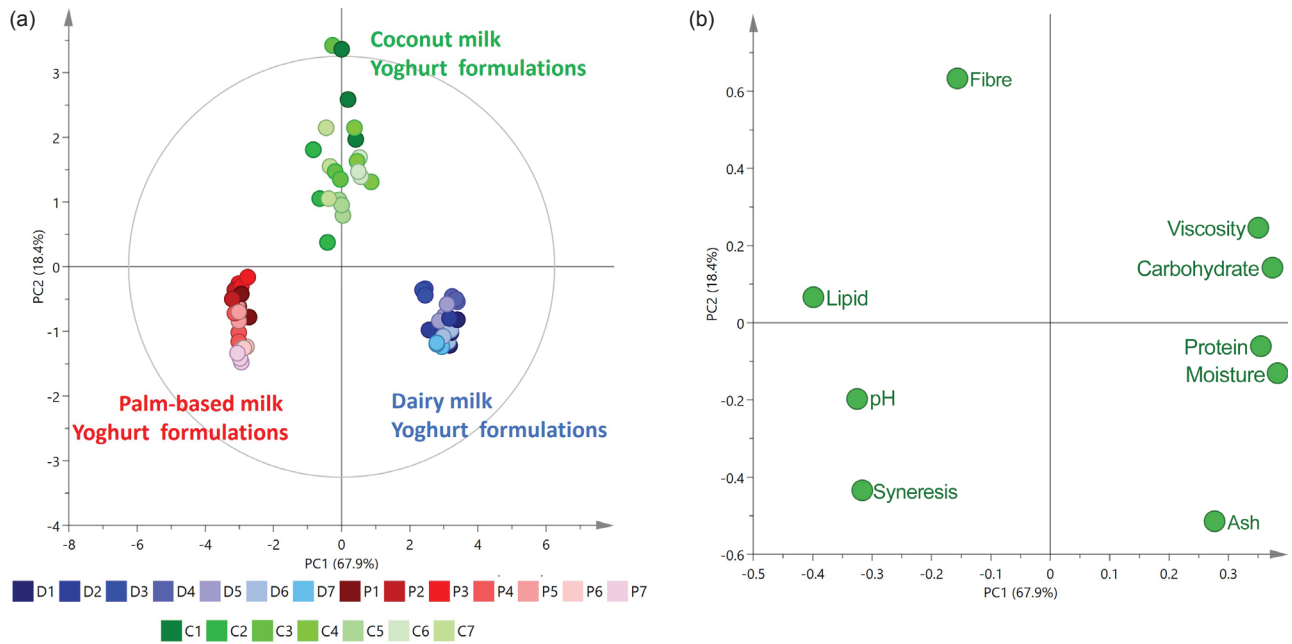 (a)
Coconut milk
Yoghurt formulations
Palm-based milk
Yoghurt formulations
Dairy milk
Yoghurt formulations
PC2 (18.4%)
3
2
1
0
-1
-2
-3
-4
-8
-6
-4
-2
0
2
4
6
PC1 (67.9%)
D1 D2 D3 D4 D5 D6 D7 P1 P2 P3 P4 P5 P6 P7
C1 C2 C3 C4 C5 C6 C7
(b)
Fibre
Viscosity
Carbohydrate
Lipid
Protein
Moisture
pH
Syneresis
Ash
PC2 (18.4%)
0.6
0.4
0.2
0
-0.2
-0.4
-0.6
-0.5
-0.4
-0.3
-0.2
-0.1
0
0.1
0.2
0.3
PC1 (67.9%)